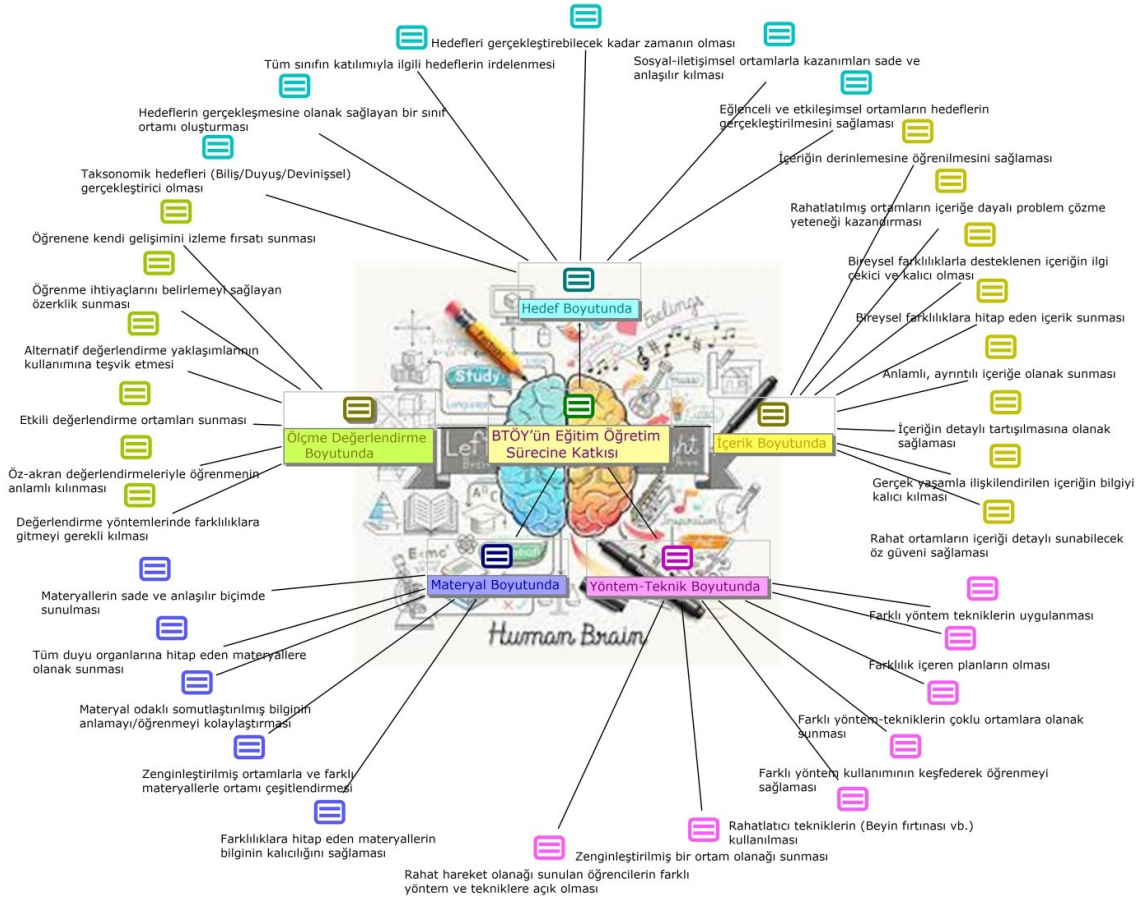 Hedefleri gerçekleştirebilecek kadar zamanın olması
Tüm sınıfın katılımıyla ilgili hedeflerin irdelenmesi
Sosyal-iletişimsel ortamlarla kazanımları sade ve
anlaşılır kılması
Hedeflerin gerçekleşmesine olanak sağlayan bir sınıf
ortamı oluşturması
Eğlenceli ve etkileşimsel ortamların hedeflerin
gerçekleştirilmesini sağlaması
Taksonomik hedefleri (Biliş/Duyuş/Devinişsel)
gerçekleştirici olması
İçeriğin derinlemesine öğrenilmesini sağlaması
Öğrenene kendi gelişimini izleme fırsatı sunması
Rahatlatılmış ortamların içeriğe dayalı problem çözme
yeteneği kazandırması
Öğrenme ihtiyaçlarını belirlemeyi sağlayan
özerklik sunması
Bireysel farklılıklarla desteklenen içeriğin ilgi
çekici ve kalıcı olması
Hedef Boyutunda
Feelings
Bireysel farklılıklara hitap eden içerik sunması
Alternatif değerlendirme yaklaşımlarının
kullanımına teşvik etmesi
Study
Language
Anlamlı, ayrıntılı içeriğe olanak sunması
Etkili değerlendirme ortamları sunması
Ölçme Değerlendirme
Boyutunda
Left
BTÖY'ün Eğitim Öğretim
Sürecine Katkısı
ght
İçerik Boyutunda
İçeriğin detaylı tartışılmasına olanak
sağlaması
Öz-akran değerlendirmeleriyle öğrenmenin
anlamlı kılınması
Gerçek yaşamla ilişkilendirilen içeriğin bilgiyi
kalıcı kılması
Değerlendirme yöntemlerinde farklılıklara
gitmeyi gerekli kılması
ABC
Rahat ortamların içeriği detaylı sunabilecek
öz güveni sağlaması
E=mc²
Materyal Boyutunda
Yöntem-Teknik Boyutunda
Human Brain
Materyallerin sade ve anlaşılır biçimde
sunulması
Farklı yöntem tekniklerin uygulanması
Tüm duyu organlarına hitap eden materyallere
olanak sunması
Farklılık içeren planların olması
Materyal odaklı somutlaştırılmış bilginin
anlamayı/öğrenmeyi kolaylaştırması
Farklı yöntem-tekniklerin çoklu ortamlara olanak
sunması
Zenginleştirilmiş ortamlarla ve farklı
materyallerle ortamı çeşitlendirmesi
Farklı yöntem kullanımının keşfederek öğrenmeyi
sağlaması
Farklılıklara hitap eden materyallerin
bilginin kalıcılığını sağlaması
Rahatlatıcı tekniklerin (Beyin fırtınası vb.)
kullanılması
Zenginleştirilmiş bir ortam olanağı sunması
Rahat hareket olanağı sunulan öğrencilerin farklı
yöntem ve tekniklere açık olması